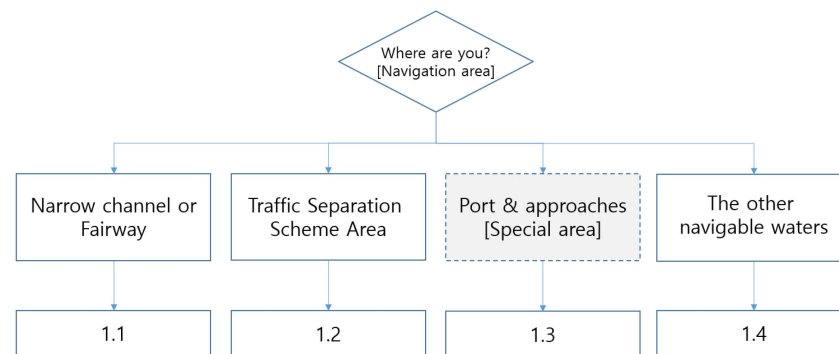 Where are you?
[Navigation area]
Narrow channel or
Fairway
Traffic Separation
Scheme Area
Port & approaches
[Special area]
The other
navigable waters
1.1
1.2
1.3
1.4